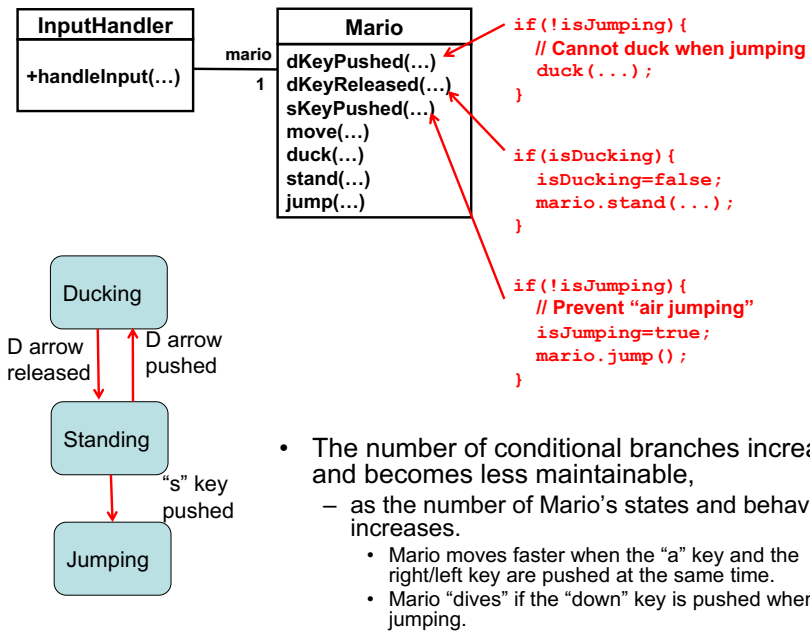 InputHandler
+handleInput(…)
mario
1
Mario
dKeyPushed(…)
dKeyReleased(…)
sKeyPushed(…)
move(…)
duck(…)
stand(…)
jump(…)
if(!isJumping){
// Cannot duck when jumping
duck(...);
}
if(isDucking){
isDucking=false;
mario.stand(...);
}
if(!isJumping){
// Prevent “air jumping”
isJumping=true;
mario.jump();
}
Ducking
D arrow
released
D arrow
pushed
Standing
“s” key
pushed
Jumping
• The number of conditional branches increa
and becomes less maintainable,
– as the number of Mario’s states and behav
increases.
• Mario moves faster when the “a” key and the
right/left key are pushed at the same time.
• Mario “dives” if the “down” key is pushed when
jumping.